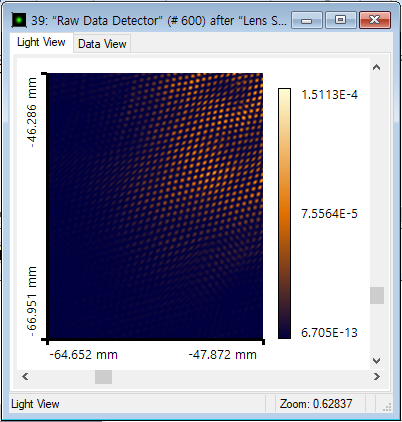 39: "Raw Data Detector" (# 600) after "Lens S...
Light View
Data View
-46.286 mm
-66.951 mm
-64.652 mm
-47.872 mm
1.5113E-4
7.5564E-5
6.705E-13
Light View
Zoom: 0.62837